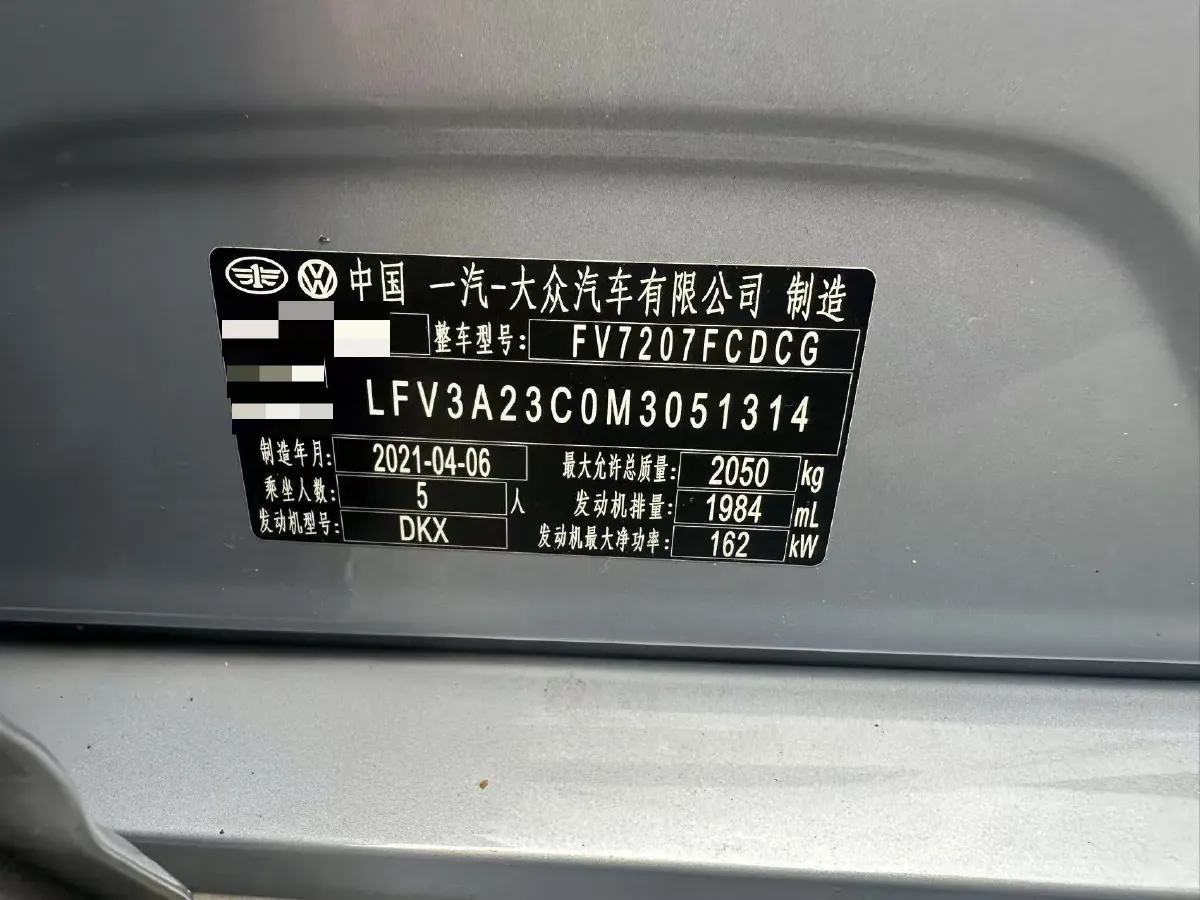 中国 一汽-大众汽车有限公司 制造
整车型号: FV7207FCDCG
LFV3A23C0M3051314
制造年月: 2021-04-06 最大允许总质量: 2050 kg
乘坐人数: 5 人 发动机排量: 1984 mL
发动机型号: DKX 发动机最大净功率: 162 kW